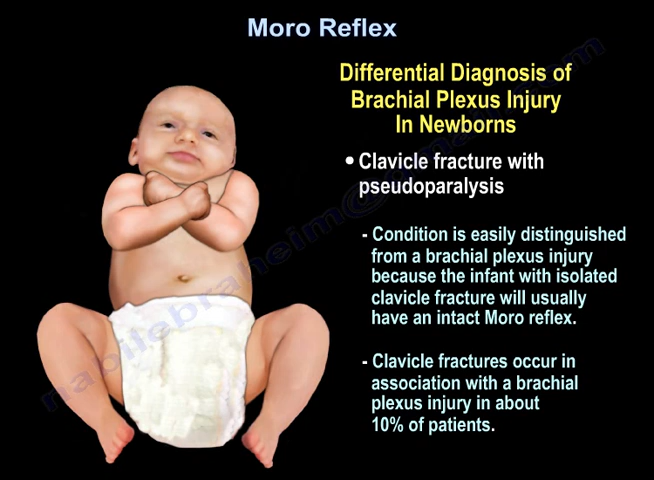 Moro Reflex
Differential Diagnosis of
Brachial Plexus Injury
In Newborns
• Clavicle fracture with
pseudoparalysis
- Condition is easily distinguished
from a brachial plexus injury
because the infant with isolated
clavicle fracture will usually
have an intact Moro reflex.
- Clavicle fractures occur in
association with a brachial
plexus injury in about
10% of patients.